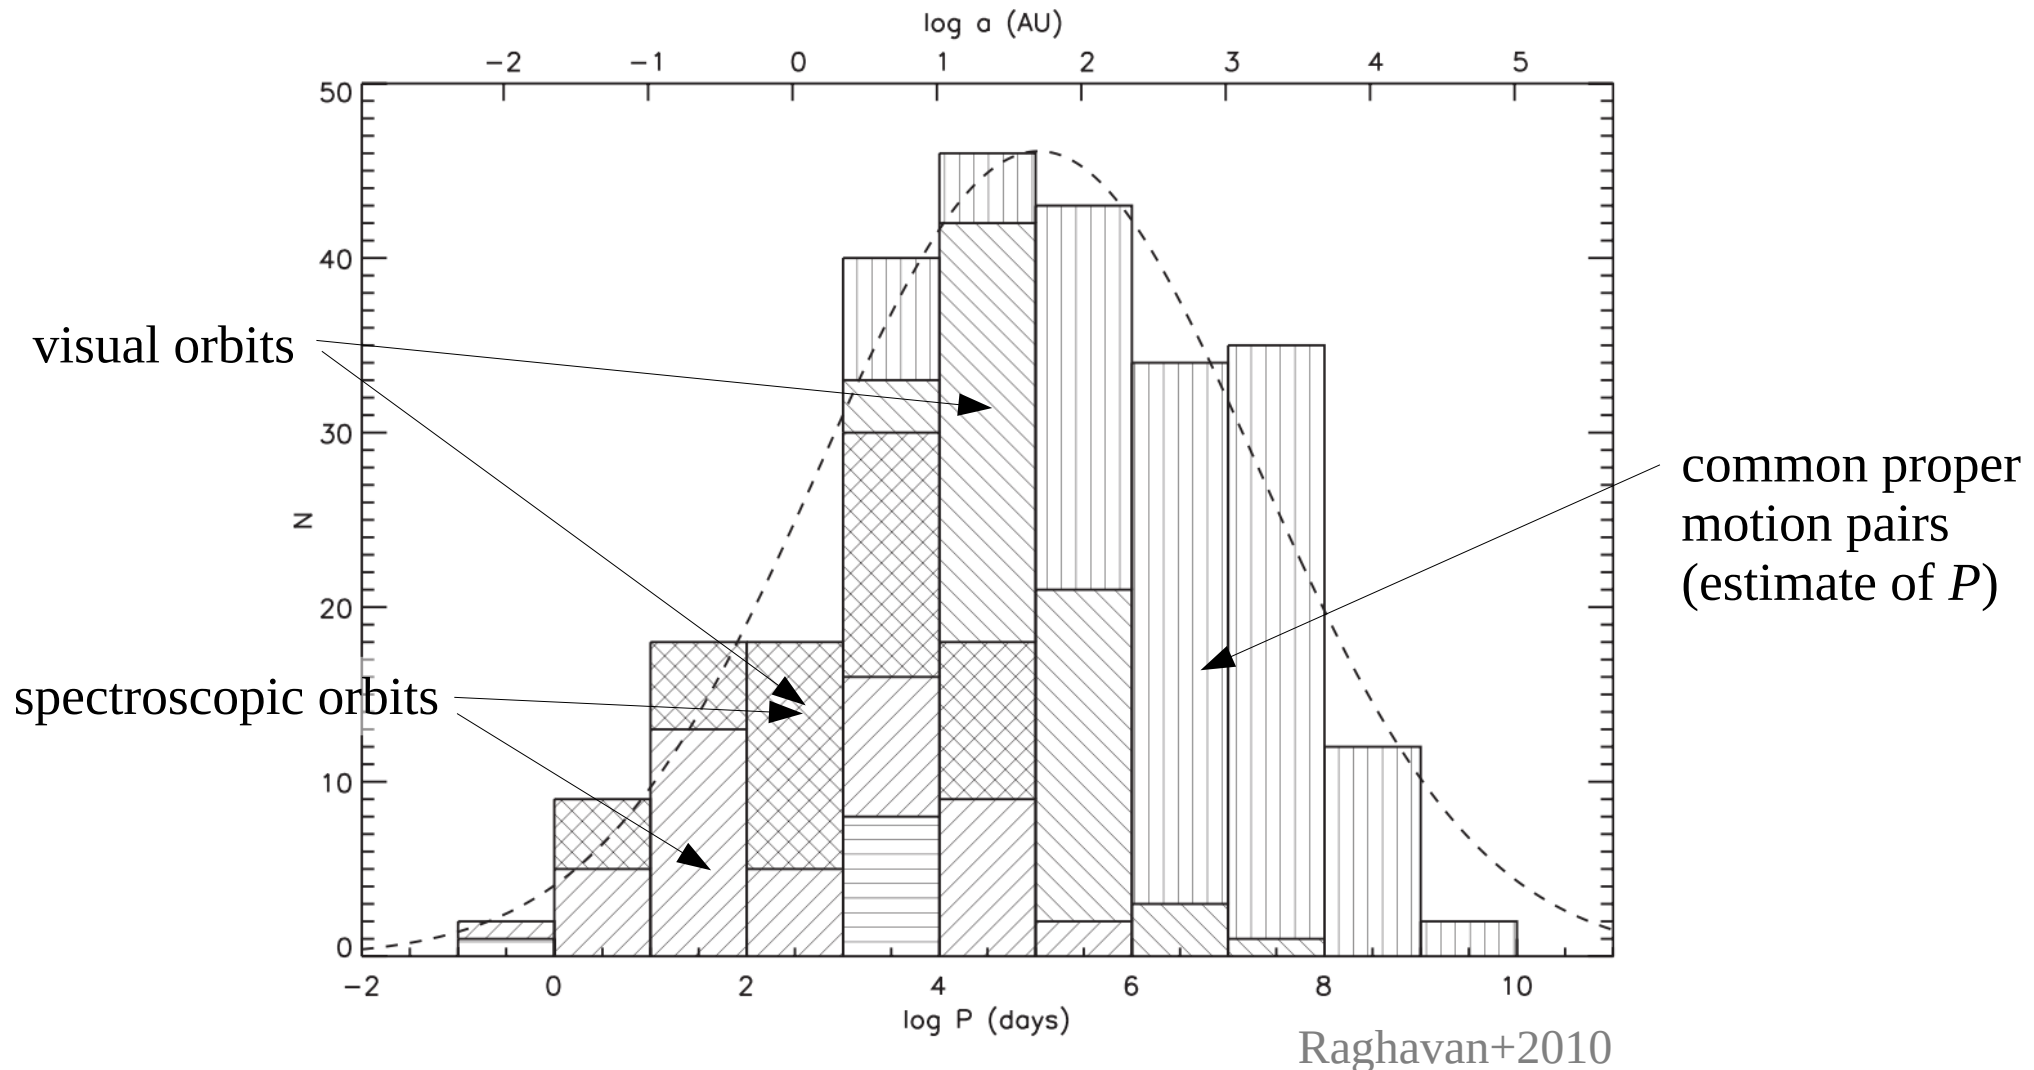 log a (AU)
−2 −1 0 1 2 3 4 5
50
40
visual orbits
30
common proper
motion pairs
(estimate of P)
N
20
spectroscopic orbits
10
0
−2 0 2 4 6 8 10
log P (days)
Raghavan+2010